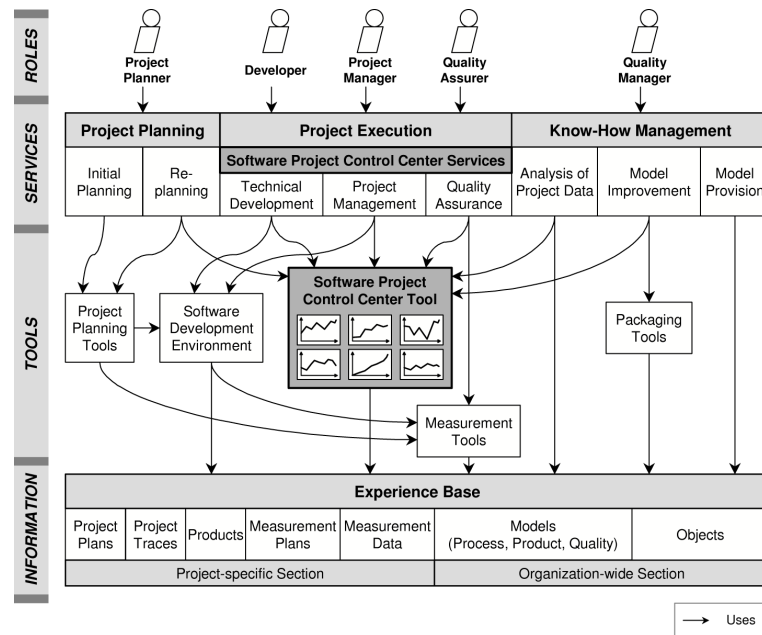 ROLES
Project
Planner
Developer
Project
Manager
Quality
Assurer
Quality
Manager
SERVICES
Project Planning
Project Execution
Know-How Management
Software Project Control Center Services
Initial
Planning
Re-
planning
Technical
Development
Project
Management
Quality
Assurance
Analysis of
Project Data
Model
Improvement
Model
Provision
TOOLS
Project
Planning
Tools
Software
Development
Environment
Software Project
Control Center Tool
Packaging
Tools
Measurement
Tools
INFORMATION
Experience Base
Project
Plans
Project
Traces
Products
Measurement
Plans
Measurement
Data
Models
(Process, Product, Quality)
Objects
Project-specific Section
Organization-wide Section
Uses